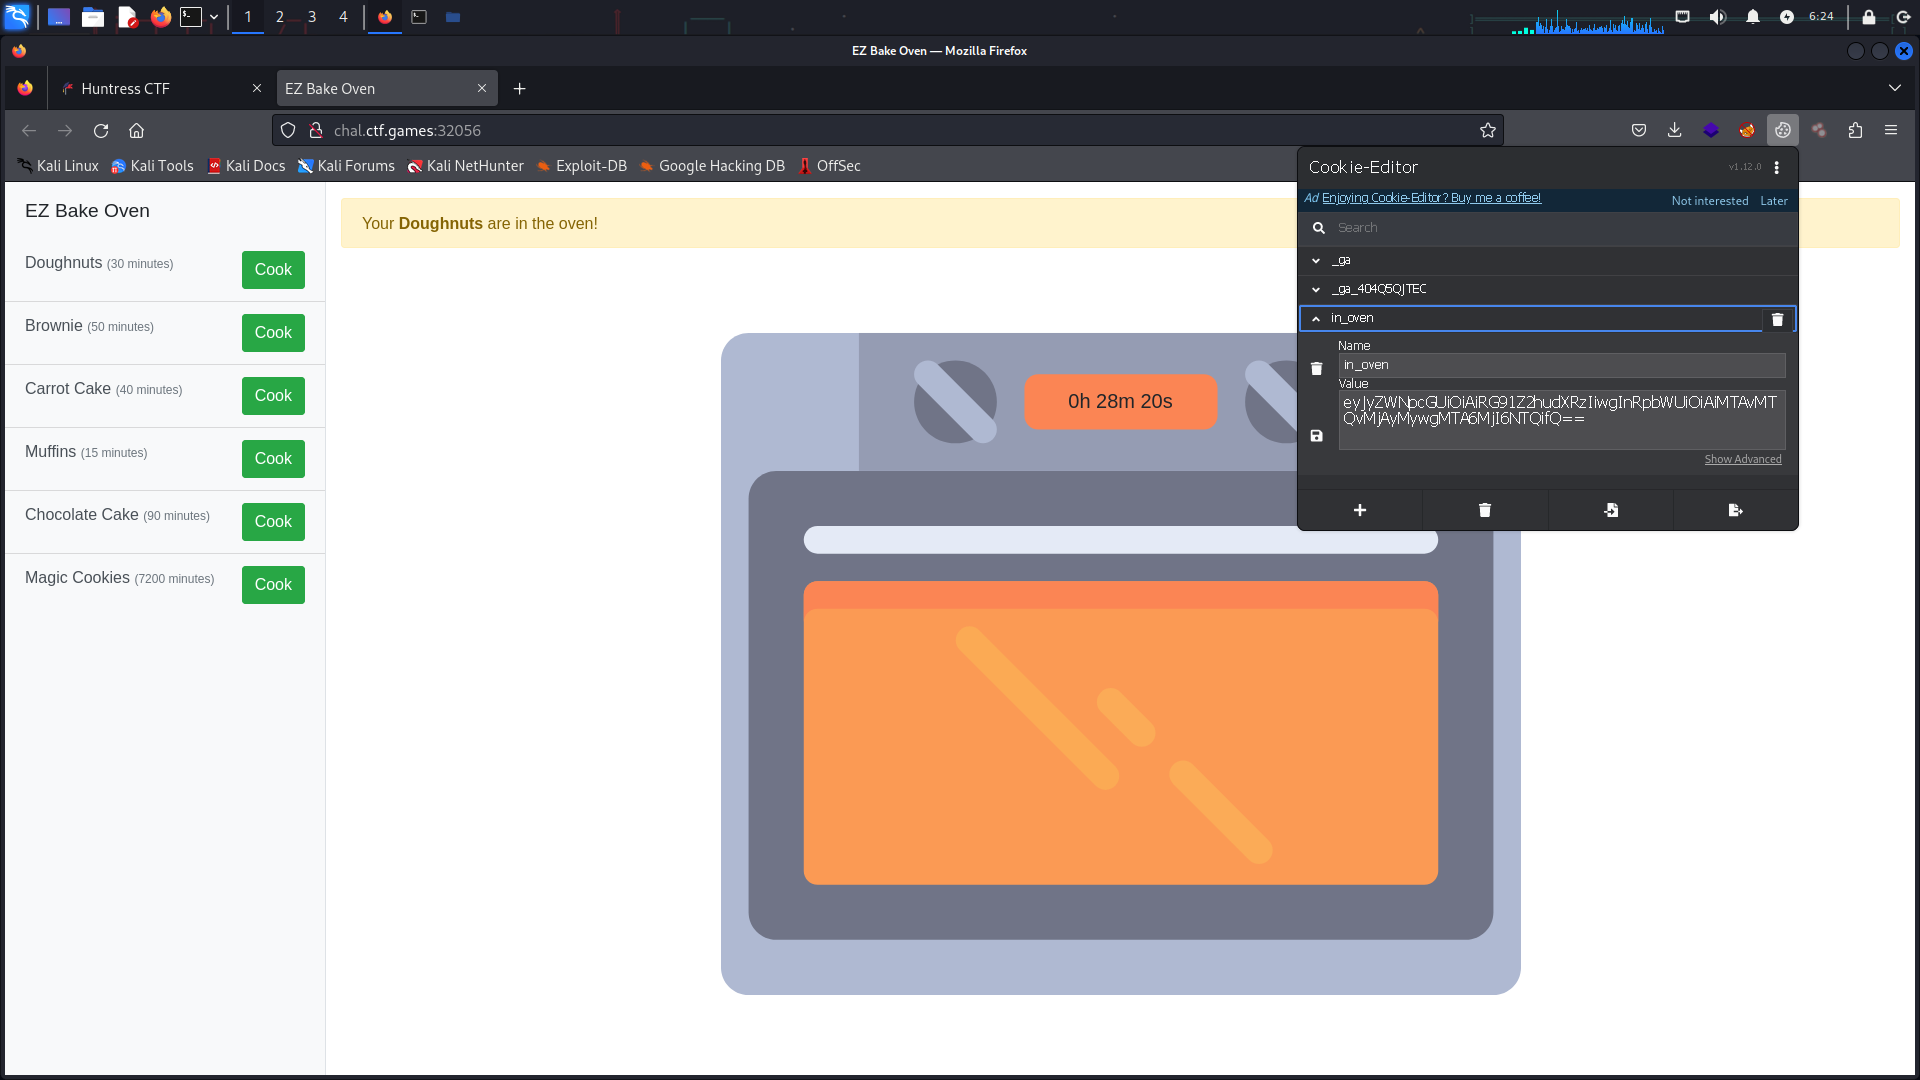 1 2 3 4 6:24
EZ Bake Oven — Mozilla Firefox
Huntress CTF EZ Bake Oven
chal.ctf.games:32056
Kali Linux Kali Tools Kali Docs Kali Forums Kali NetHunter Exploit-DB Google Hacking DB OffSec
EZ Bake Oven
Doughnuts (30 minutes) Cook
Brownie (50 minutes) Cook
Carrot Cake (40 minutes) Cook
Muffins (15 minutes) Cook
Chocolate Cake (90 minutes) Cook
Magic Cookies (7200 minutes) Cook
Your Doughnuts are in the oven!
0h 28m 20s
Cookie-Editor v1.12.0
Ad Enjoying Cookie-Editor? Buy me a coffee! Not interested Later
Search
_ga
_ga_404Q5QJTEC
in_oven
Name
in_oven
Value
eyJyZWNpcGUiOiAiRG91Z2hudXRzIiwgInRpbWUiOiAiMTAvMT
QvMjAyMywgMTA6MjI6NTQifQ==
Show Advanced